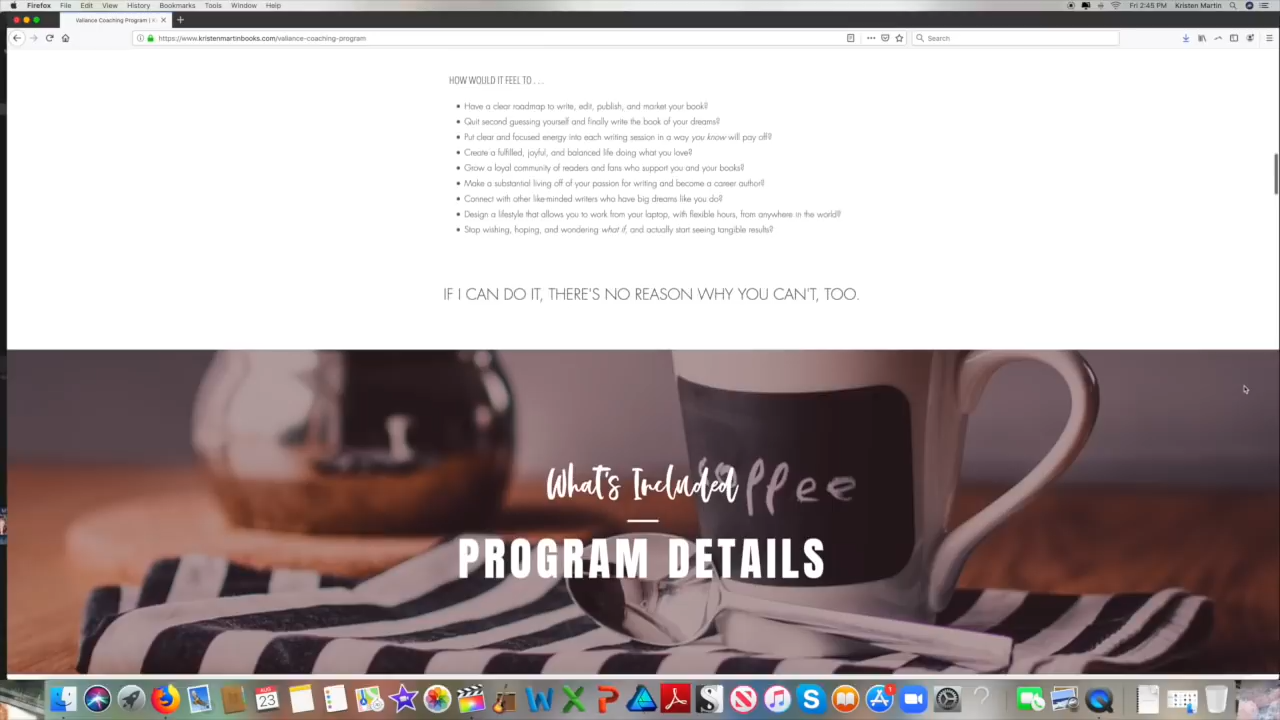 Firefox File Edit View History Bookmarks Tools Window Help
Fri 2:45 PM Kristen Martin
Valiance Coaching Program | K
https://www.kristenmartinbooks.com/valiance-coaching-program
Search
HOW WOULD IT FEEL TO . . .
• Have a clear roadmap to write, edit, publish, and market your book?
• Quit second guessing yourself and finally write the book of your dreams?
• Put clear and focused energy into each writing session in a way you know will pay off?
• Create a fulfilled, joyful, and balanced life doing what you love?
• Grow a loyal community of readers and fans who support you and your books?
• Make a substantial living off of your passion for writing and become a career author?
• Connect with other like-minded writers who have big dreams like you do?
• Design a lifestyle that allows you to work from your laptop, with flexible hours, from anywhere in the world?
• Stop wishing, hoping, and wondering what if, and actually start seeing tangible results?
IF I CAN DO IT, THERE'S NO REASON WHY YOU CAN'T, TOO.
What's Included
coffee
PROGRAM DETAILS
AUG
23